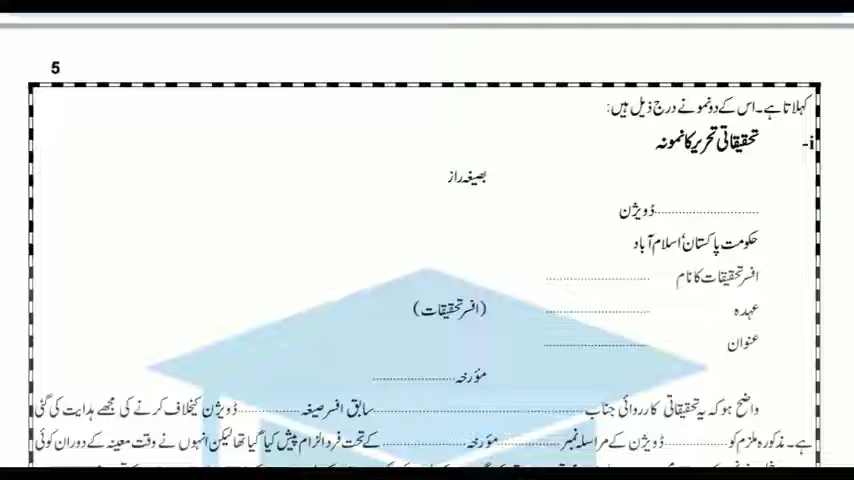 5
کہلاتا ہے۔ اس کے دو نمونے درج ذیل ہیں:
i- تحقیقاتی تحریر کا نمونہ
بصیغہ راز
..............................ڈویژن
حکومت پاکستان‘ اسلام آباد
افسر تحقیقات کا نام ..............................
عہدہ .............................. (افسر تحقیقات)
عنوان ..............................
مؤرخہ ........................
واضح ہو کہ یہ تحقیقاتی کارروائی جناب ............................................................ سابق افسر صیغہ .................. ڈویژن کیخلاف کرنے کی مجھے ہدایت کی گئی
ہے۔ مذکورہ ملزم کو ........................ ڈویژن کے مراسلہ نمبر .................. مؤرخہ ........................ کے تحت فرد الزام پیش کیا گیا تھا لیکن انہوں نے وقت معینہ کے دوران کوئی